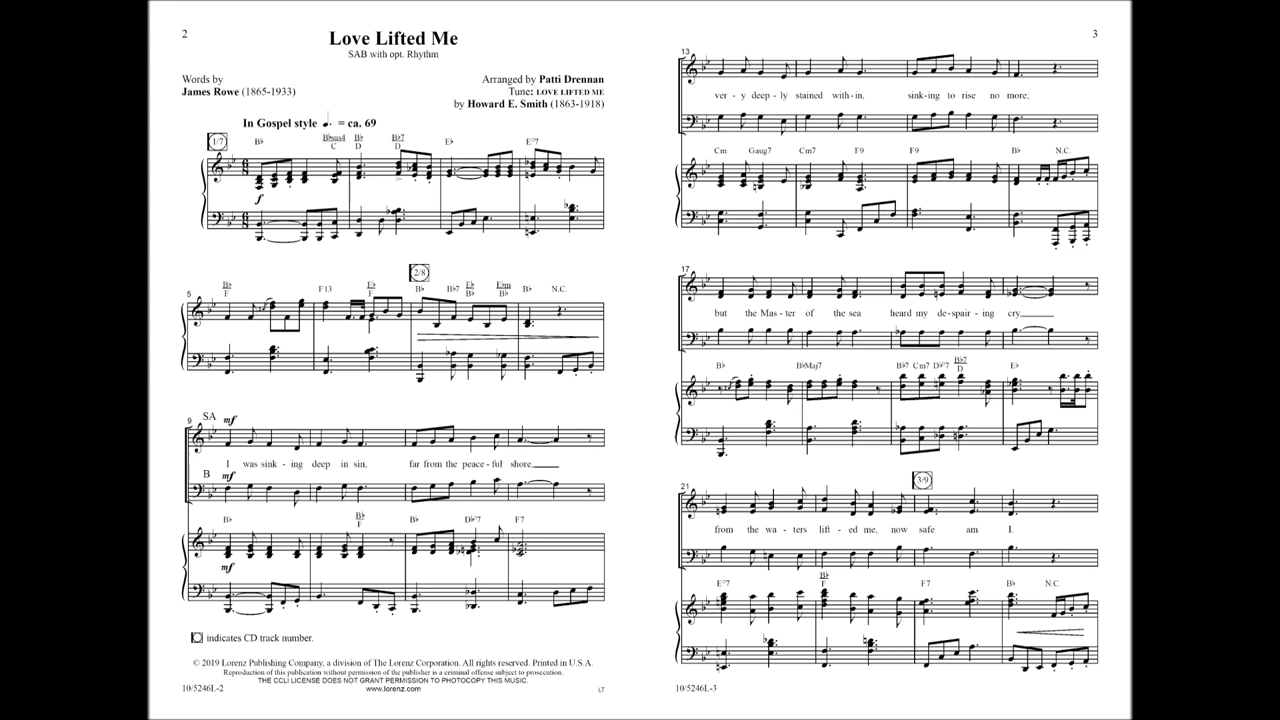 2
Love Lifted Me
SAB with opt. Rhythm
Words by
James Rowe (1865-1933)
Arranged by Patti Drennan
Tune: LOVE LIFTED ME
by Howard E. Smith (1863-1918)
In Gospel style ♩. = ca. 69
1/7
B♭ B♭sus4/C B♭/D B♭7/D E♭ E°7
f
5
2/8
B♭/F F13 E♭/F B♭ B♭7 E♭/B♭ E♭m/B♭ B♭ N.C.
9
SA mf
I was sink - ing deep in sin, far from the peace - ful shore,
B mf
B♭ B♭/F B♭ D♭°7 F7
mf
indicates CD track number.
© 2019 Lorenz Publishing Company, a division of The Lorenz Corporation. All rights reserved. Printed in U.S.A.
Reproduction of this publication without permission of the publisher is a criminal offense subject to prosecution.
THE CCLI LICENSE DOES NOT GRANT PERMISSION TO PHOTOCOPY THIS MUSIC.
www.lorenz.com
10/5246L-2
LT
3
13
ver - y deep - ly stained with - in, sink - ing to rise no more;
Cm Gaug7 Cm7 F9 F9 B♭ N.C.
17
but the Mas - ter of the sea heard my de - spair - ing cry,
B♭ B♭Maj7 B♭7 Cm7 D♭°7 B♭7/D E♭
21
3/9
from the wa - ters lift - ed me, now safe am I.
E°7 B♭/F F7 B♭ N.C.
10/5246L-3